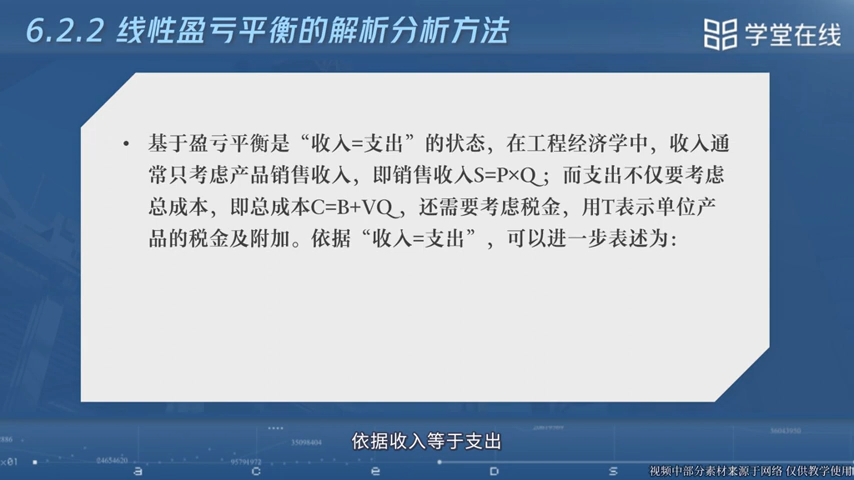 6.2.2 线性盈亏平衡的解析分析方法
学堂在线
• 基于盈亏平衡是“收入=支出”的状态，在工程经济学中，收入通
常只考虑产品销售收入，即销售收入S=P×Q；而支出不仅要考虑
总成本，即总成本C=B+VQ，还需要考虑税金，用T表示单位产
品的税金及附加。依据“收入=支出”，可以进一步表述为：
依据收入等于支出
35098404
24654620
95791972
x01
a c e D s
视频中部分素材来源于网络 仅供教学使用